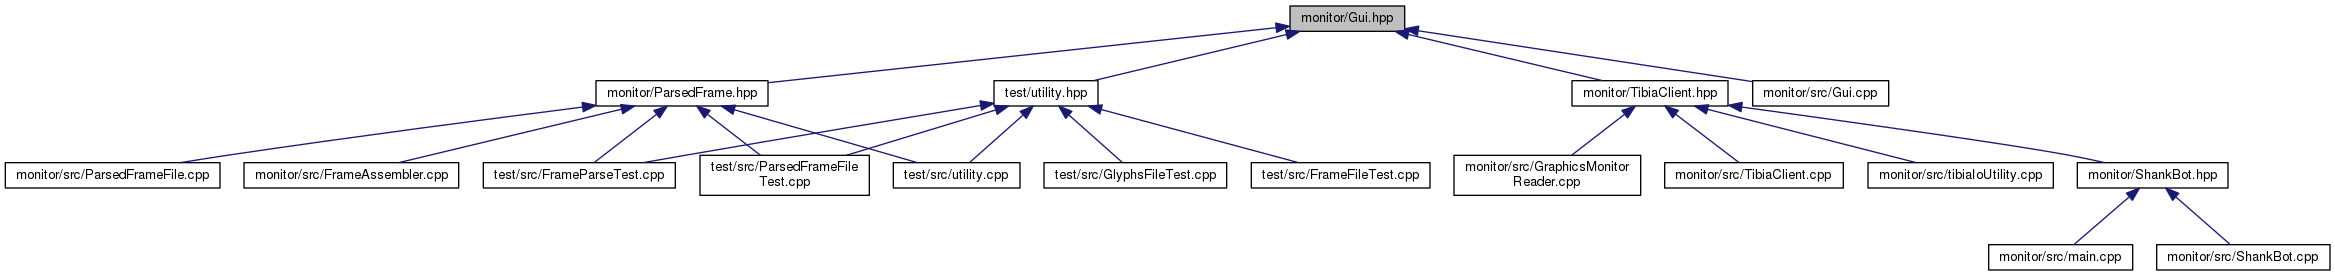 monitor/Gui.hpp
monitor/ParsedFrame.hpp
test/utility.hpp
monitor/TibiaClient.hpp
monitor/src/Gui.cpp
monitor/src/ParsedFrameFile.cpp
monitor/src/FrameAssembler.cpp
test/src/FrameParseTest.cpp
test/src/ParsedFrameFile
Test.cpp
test/src/utility.cpp
test/src/GlyphsFileTest.cpp
test/src/FrameFileTest.cpp
monitor/src/GraphicsMonitor
Reader.cpp
monitor/src/TibiaClient.cpp
monitor/src/tibiaIoUtility.cpp
monitor/ShankBot.hpp
monitor/src/main.cpp
monitor/src/ShankBot.cpp